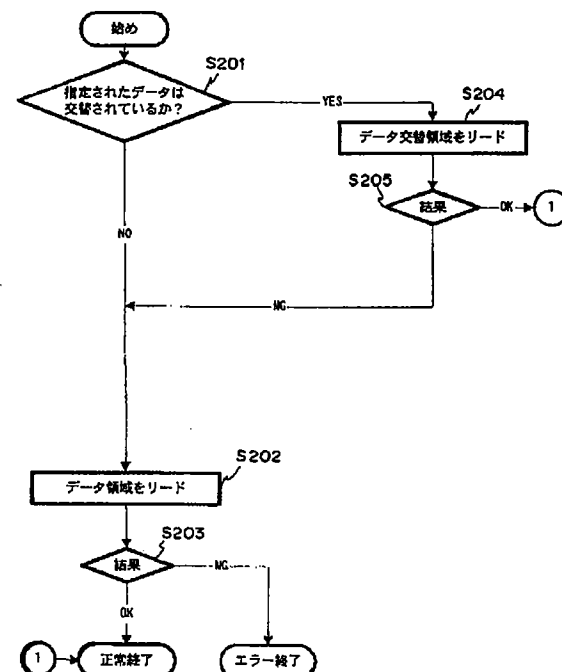 始め
S201
指定されたデータは
交替されているか?
YES
S204
データ交替領域をリード
S205
結果
OK
1
NO
NG
S202
データ領域をリード
S203
結果
NG
OK
1
正常終了
エラー終了